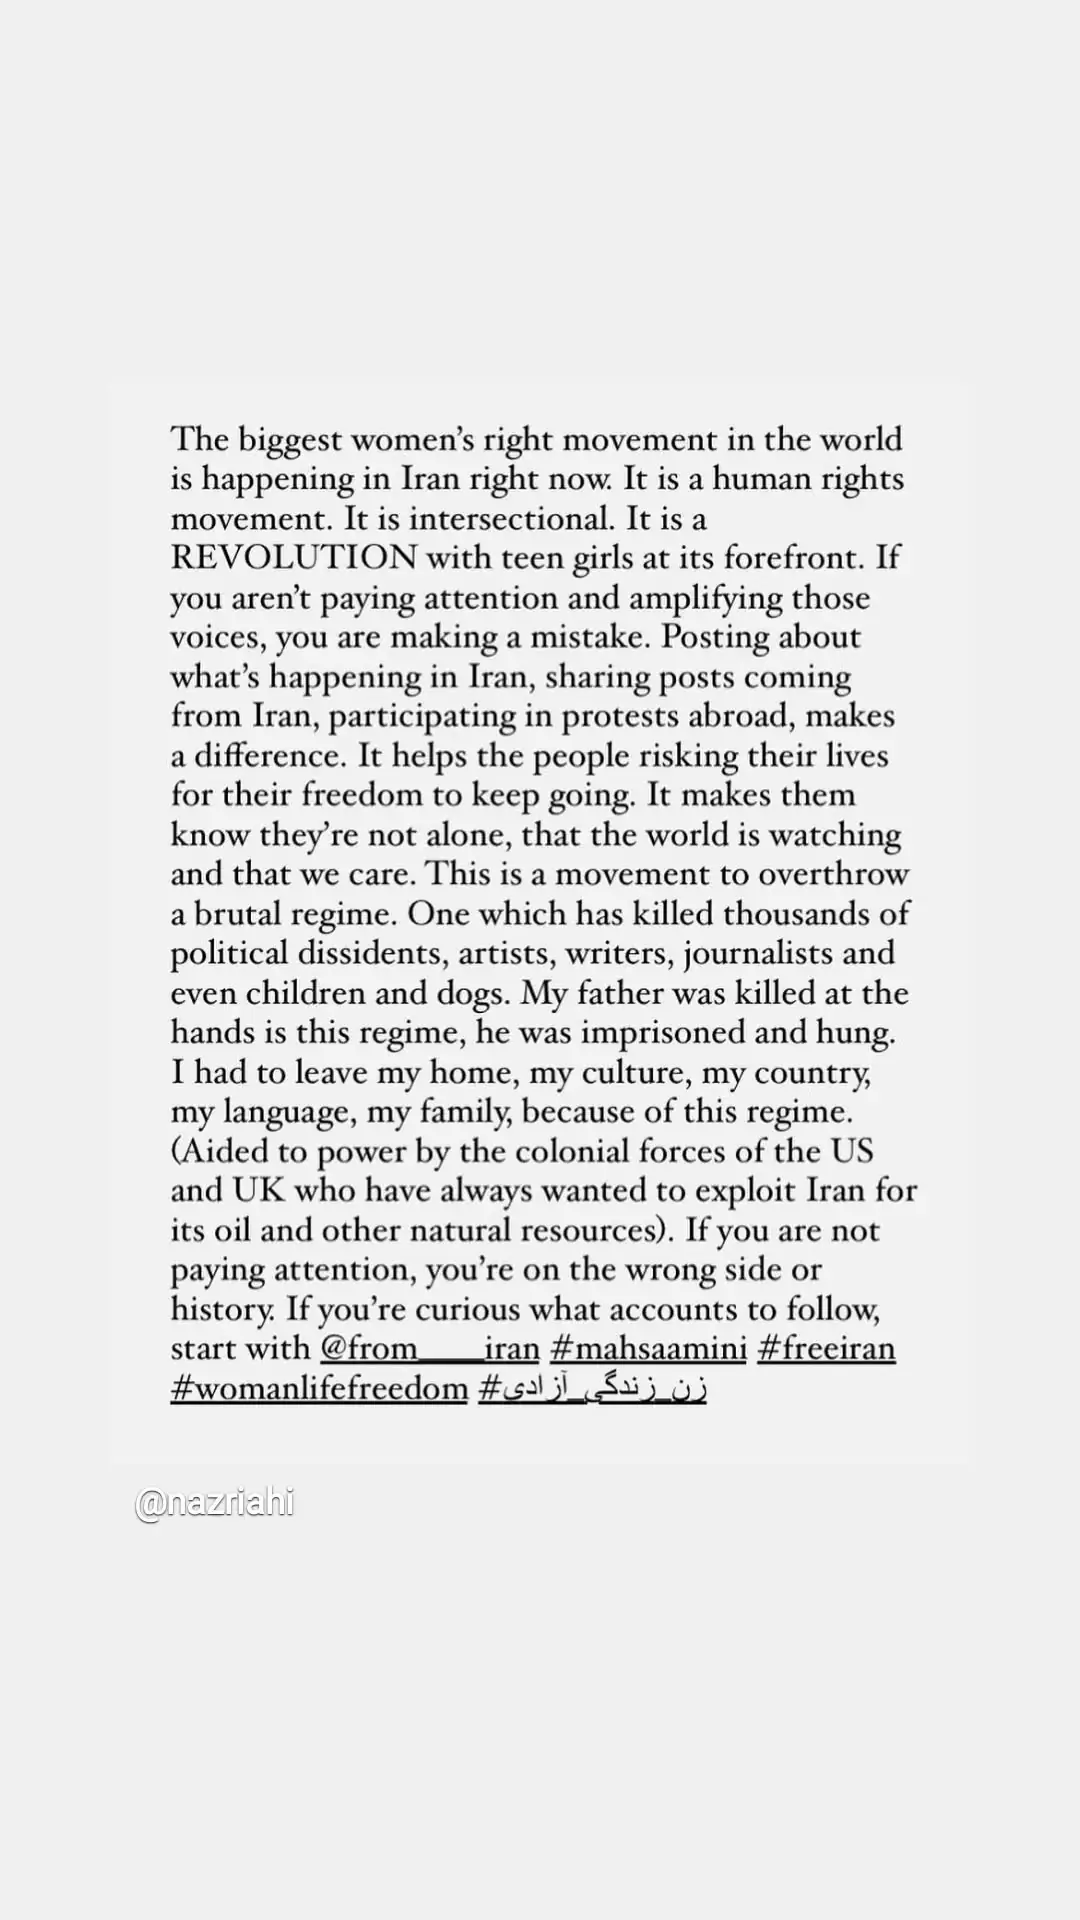 The biggest women’s right movement in the world
is happening in Iran right now. It is a human rights
movement. It is intersectional. It is a
REVOLUTION with teen girls at its forefront. If
you aren’t paying attention and amplifying those
voices, you are making a mistake. Posting about
what’s happening in Iran, sharing posts coming
from Iran, participating in protests abroad, makes
a difference. It helps the people risking their lives
for their freedom to keep going. It makes them
know they’re not alone, that the world is watching
and that we care. This is a movement to overthrow
a brutal regime. One which has killed thousands of
political dissidents, artists, writers, journalists and
even children and dogs. My father was killed at the
hands is this regime, he was imprisoned and hung.
I had to leave my home, my culture, my country,
my language, my family, because of this regime.
(Aided to power by the colonial forces of the US
and UK who have always wanted to exploit Iran for
its oil and other natural resources). If you are not
paying attention, you’re on the wrong side or
history. If you’re curious what accounts to follow,
start with @from____iran #mahsaamini #freeiran
#womanlifefreedom #زن_زندگی_آزادی
@nazriahi